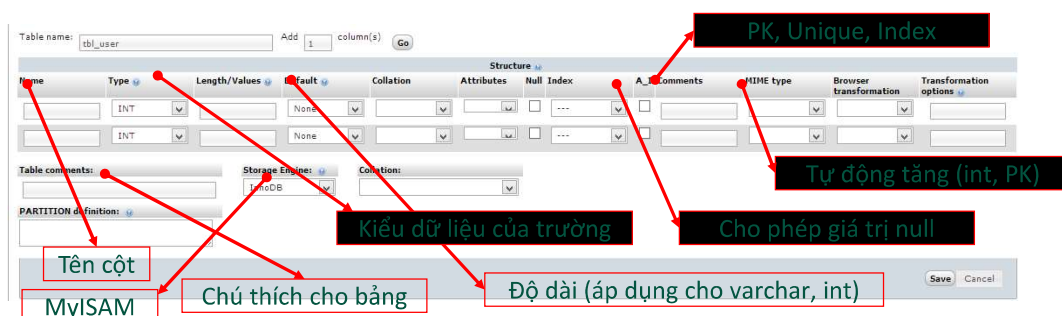 PK, Unique, Index
Table name: tbl_user Add 1 column(s) Go
Structure
Name Type Length/Values Default Collation Attributes Null Index A_I Comments MIME type Browser transformation Transformation options
INT None ---
INT None ---
Tự động tăng (int, PK)
Table comments: Storage Engine: Collation:
InnoDB
PARTITION definition:
Kiểu dữ liệu của trường Cho phép giá trị null
Tên cột
Save Cancel
Chú thích cho bảng Độ dài (áp dụng cho varchar, int)
MyISAM